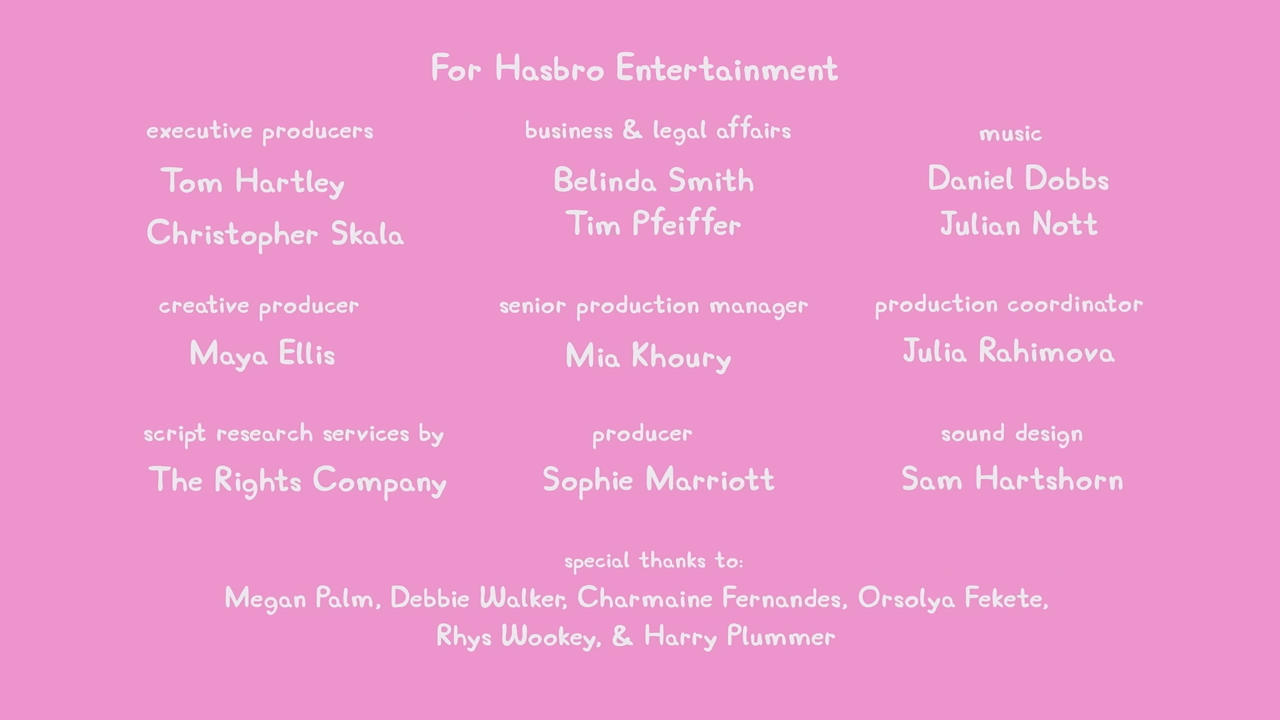 For Hasbro Entertainment
executive producers
Tom Hartley
Christopher Skala
business & legal affairs
Belinda Smith
Tim Pfeiffer
music
Daniel Dobbs
Julian Nott
creative producer
Maya Ellis
senior production manager
Mia Khoury
production coordinator
Julia Rahimova
script research services by
The Rights Company
producer
Sophie Marriott
sound design
Sam Hartshorn
special thanks to:
Megan Palm, Debbie Walker, Charmaine Fernandes, Orsolya Fekete,
Rhys Wookey, & Harry Plummer